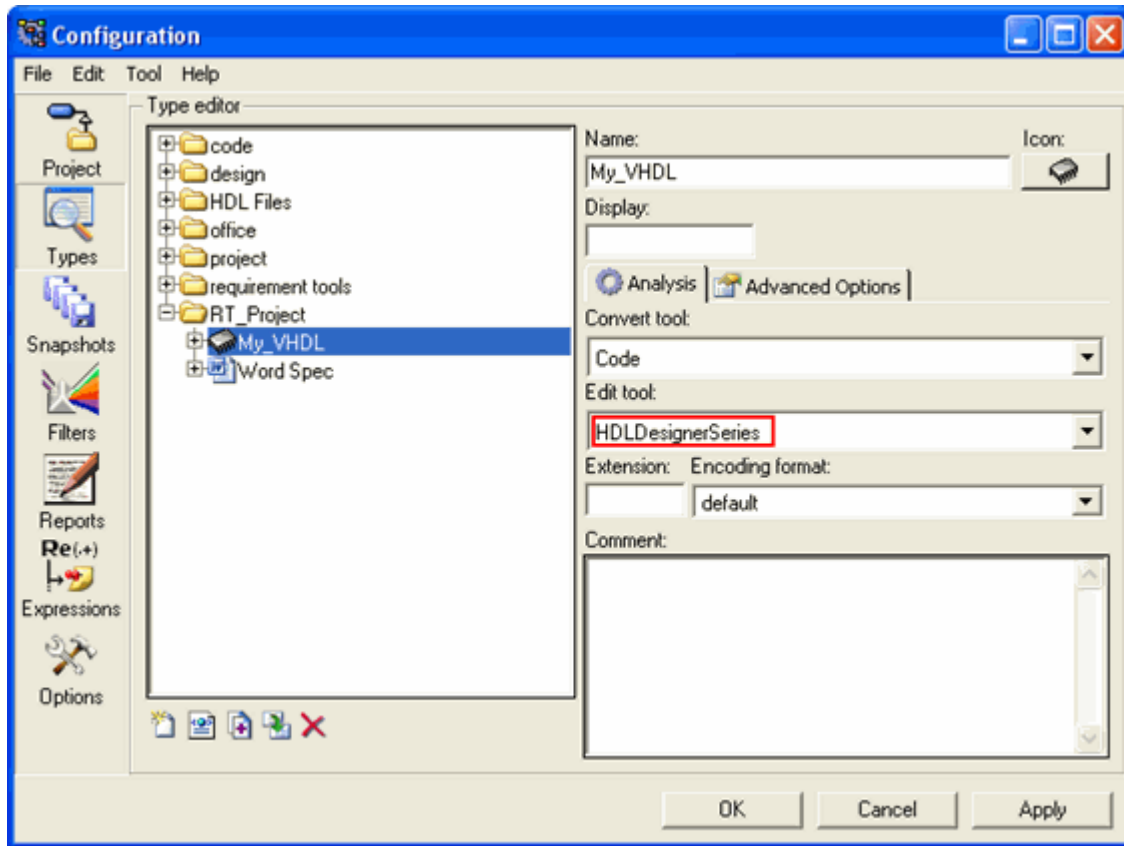 Configuration
File Edit Tool Help
Project
Types
Snapshots
Filters
Reports
Re(.+)
Expressions
Options
Type editor
code
design
HDL Files
office
project
requirement tools
RT_Project
My_VHDL
Word Spec
Name:
Icon:
My_VHDL
Display:
Analysis
Advanced Options
Convert tool:
Code
Edit tool:
HDLDesignerSeries
Extension: Encoding format:
default
Comment:
OK Cancel Apply